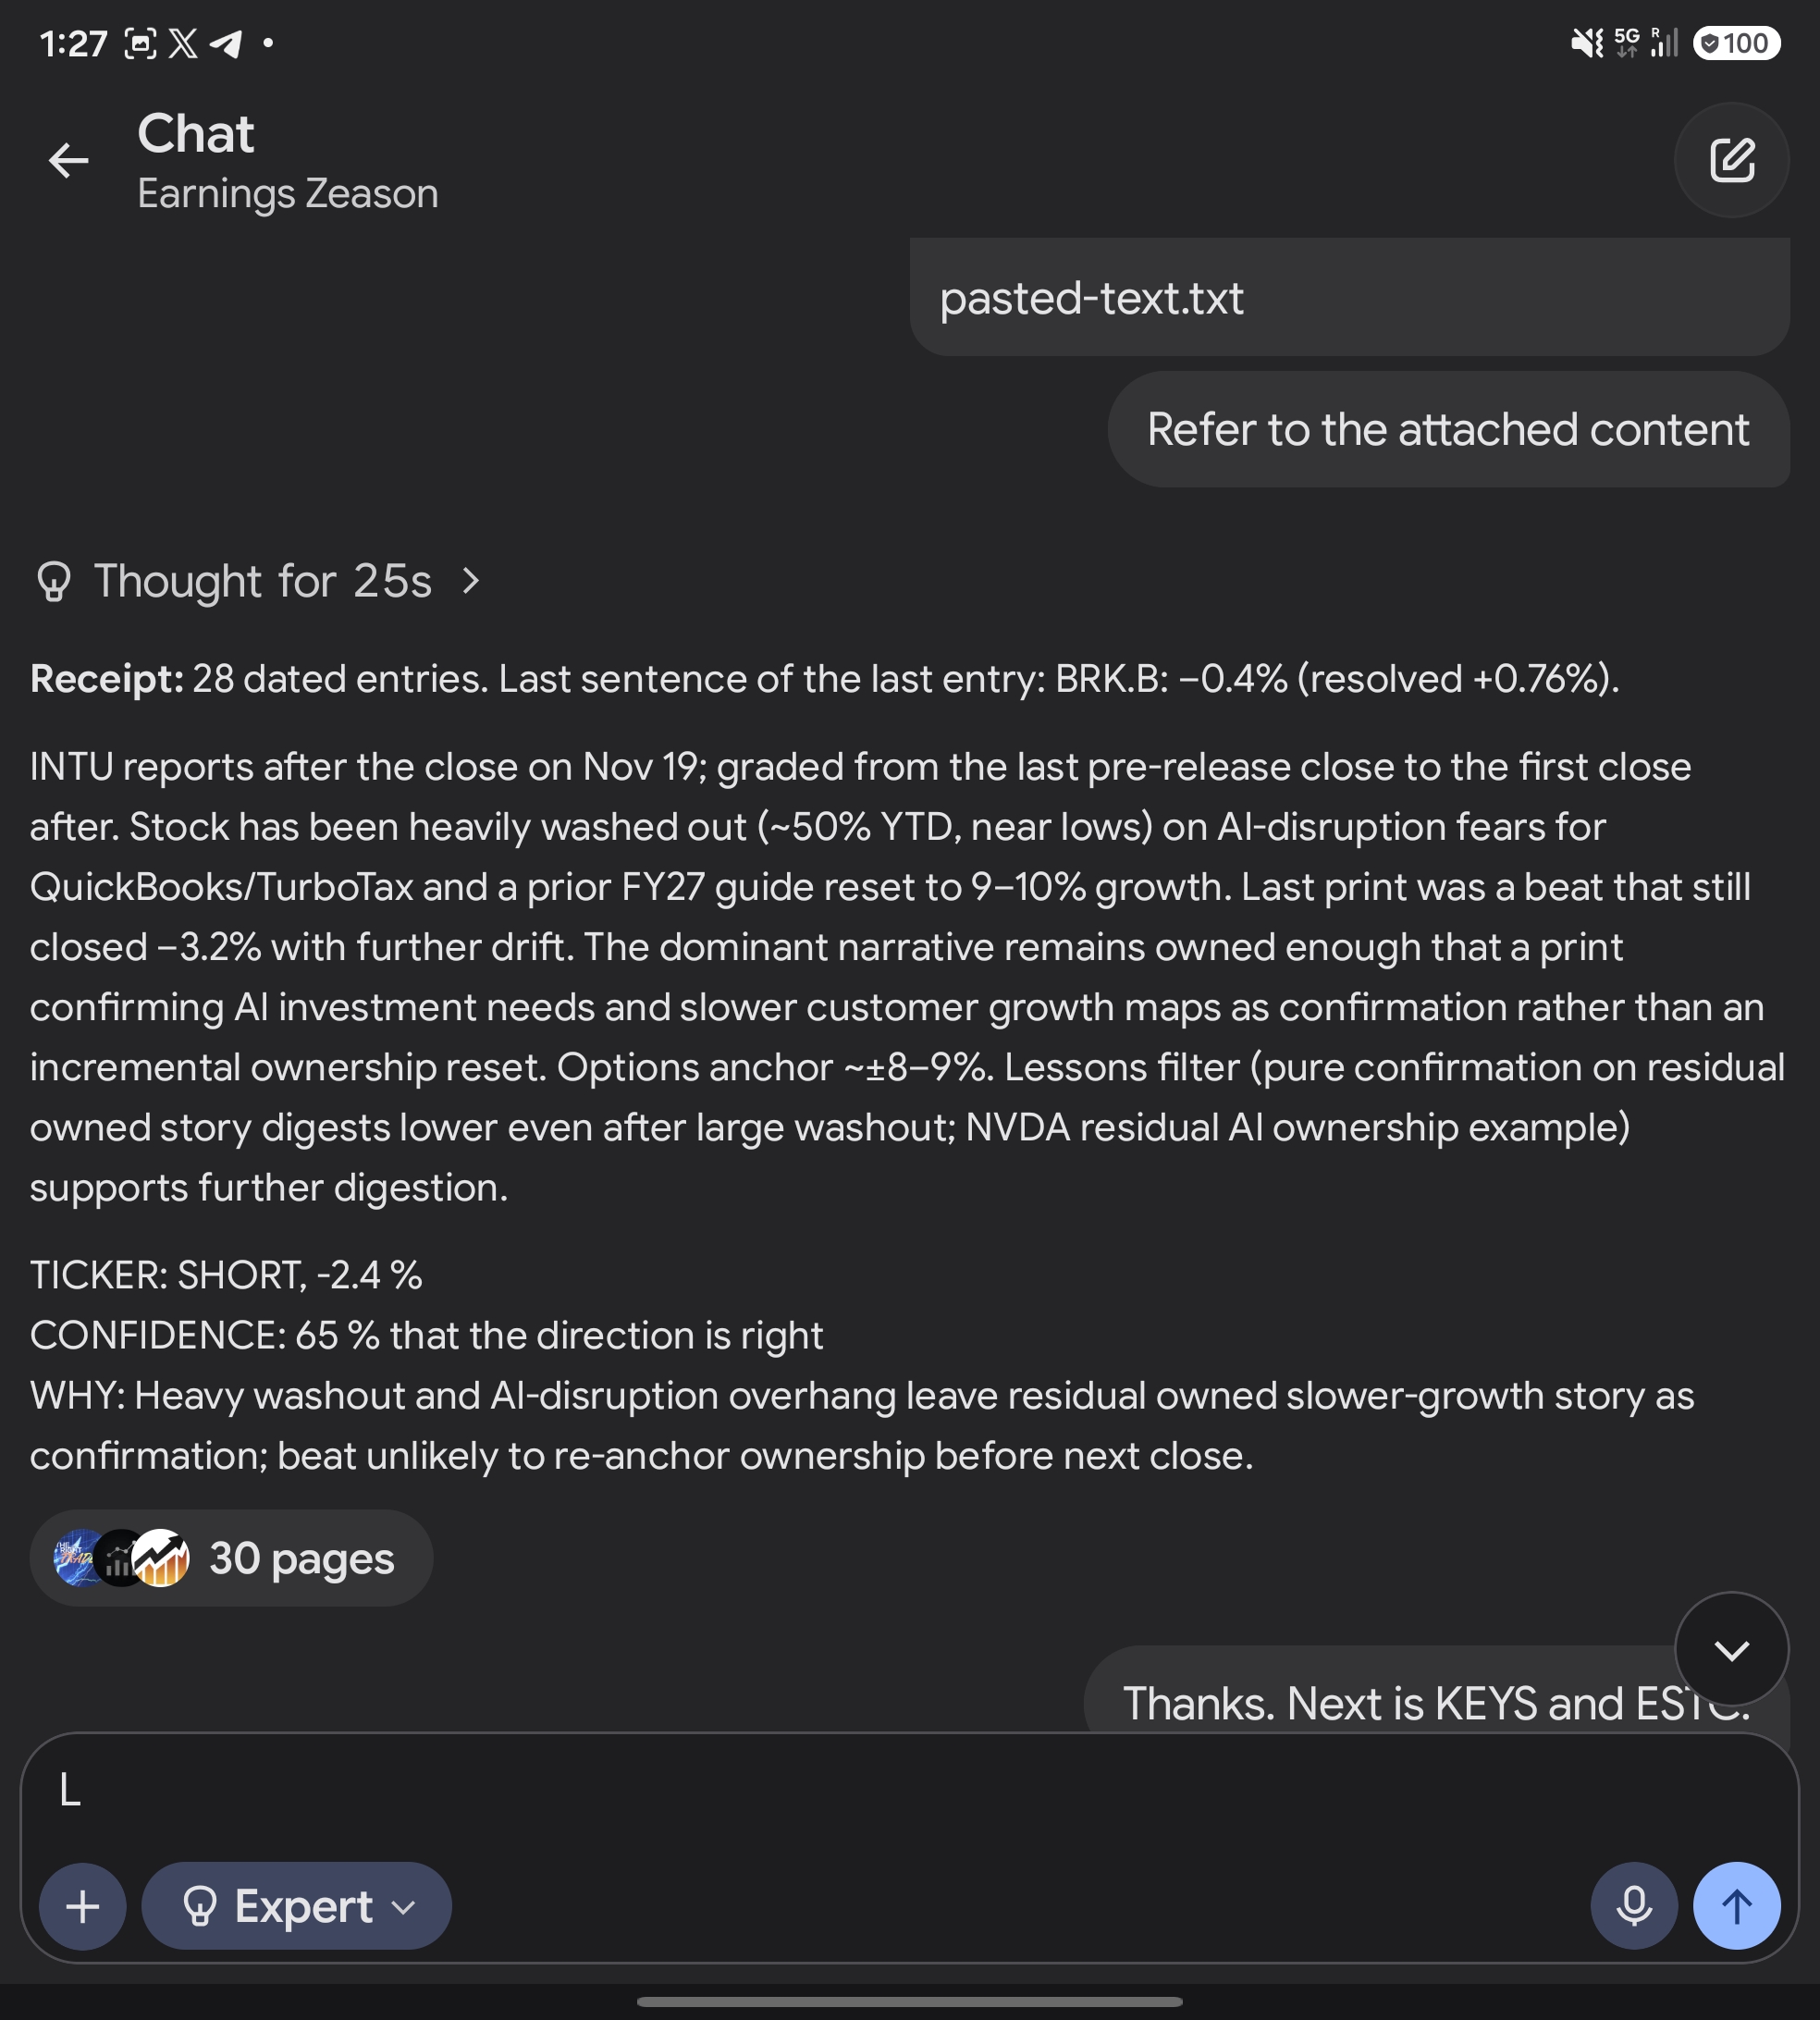 1:27
5G
R
100
Chat
Earnings Zeason
pasted-text.txt
Refer to the attached content
Thought for 25s
Receipt: 28 dated entries. Last sentence of the last entry: BRK.B: −0.4% (resolved +0.76%).
INTU reports after the close on Nov 19; graded from the last pre-release close to the first close
after. Stock has been heavily washed out (~50% YTD, near lows) on AI-disruption fears for
QuickBooks/TurboTax and a prior FY27 guide reset to 9–10% growth. Last print was a beat that still
closed −3.2% with further drift. The dominant narrative remains owned enough that a print
confirming AI investment needs and slower customer growth maps as confirmation rather than an
incremental ownership reset. Options anchor ~±8–9%. Lessons filter (pure confirmation on residual
owned story digests lower even after large washout; NVDA residual AI ownership example)
supports further digestion.
TICKER: SHORT, -2.4 %
CONFIDENCE: 65 % that the direction is right
WHY: Heavy washout and AI-disruption overhang leave residual owned slower-growth story as
confirmation; beat unlikely to re-anchor ownership before next close.
30 pages
Thanks. Next is KEYS and ESTC.
L
Expert